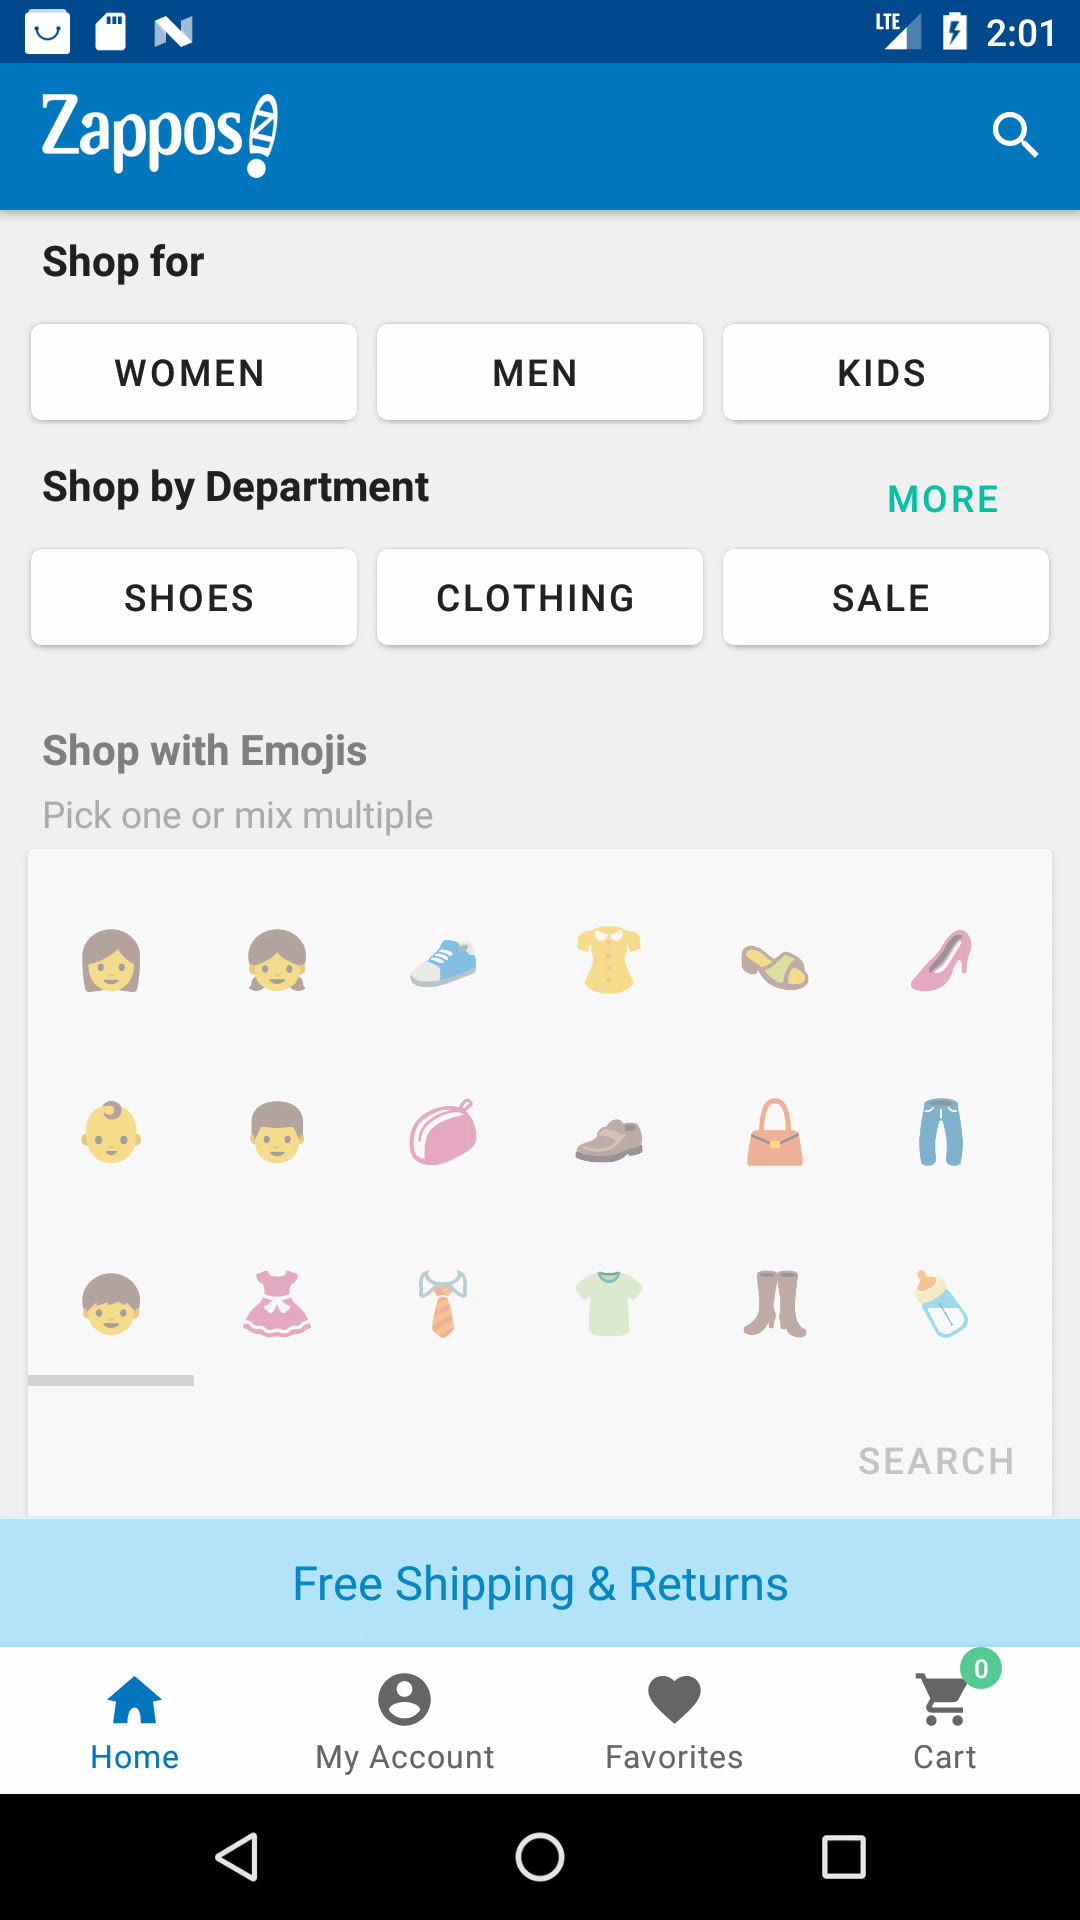 LTE 2:01
Zappos
Shop for
WOMEN MEN KIDS
Shop by Department MORE
SHOES CLOTHING SALE
Shop with Emojis
Pick one or mix multiple
SEARCH
Free Shipping & Returns
0
Home My Account Favorites Cart